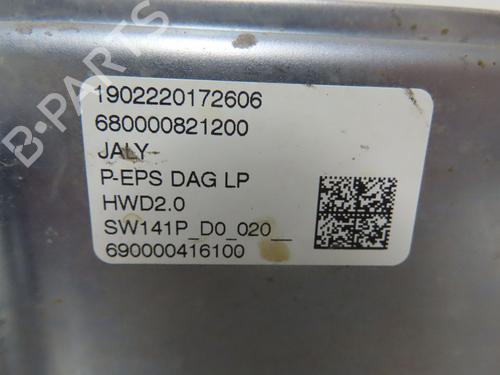 1902220172606
680000821200
JALY
P-EPS DAG LP
HWD2.0
SW141P_D0_020__
690000416100
B-PARTS